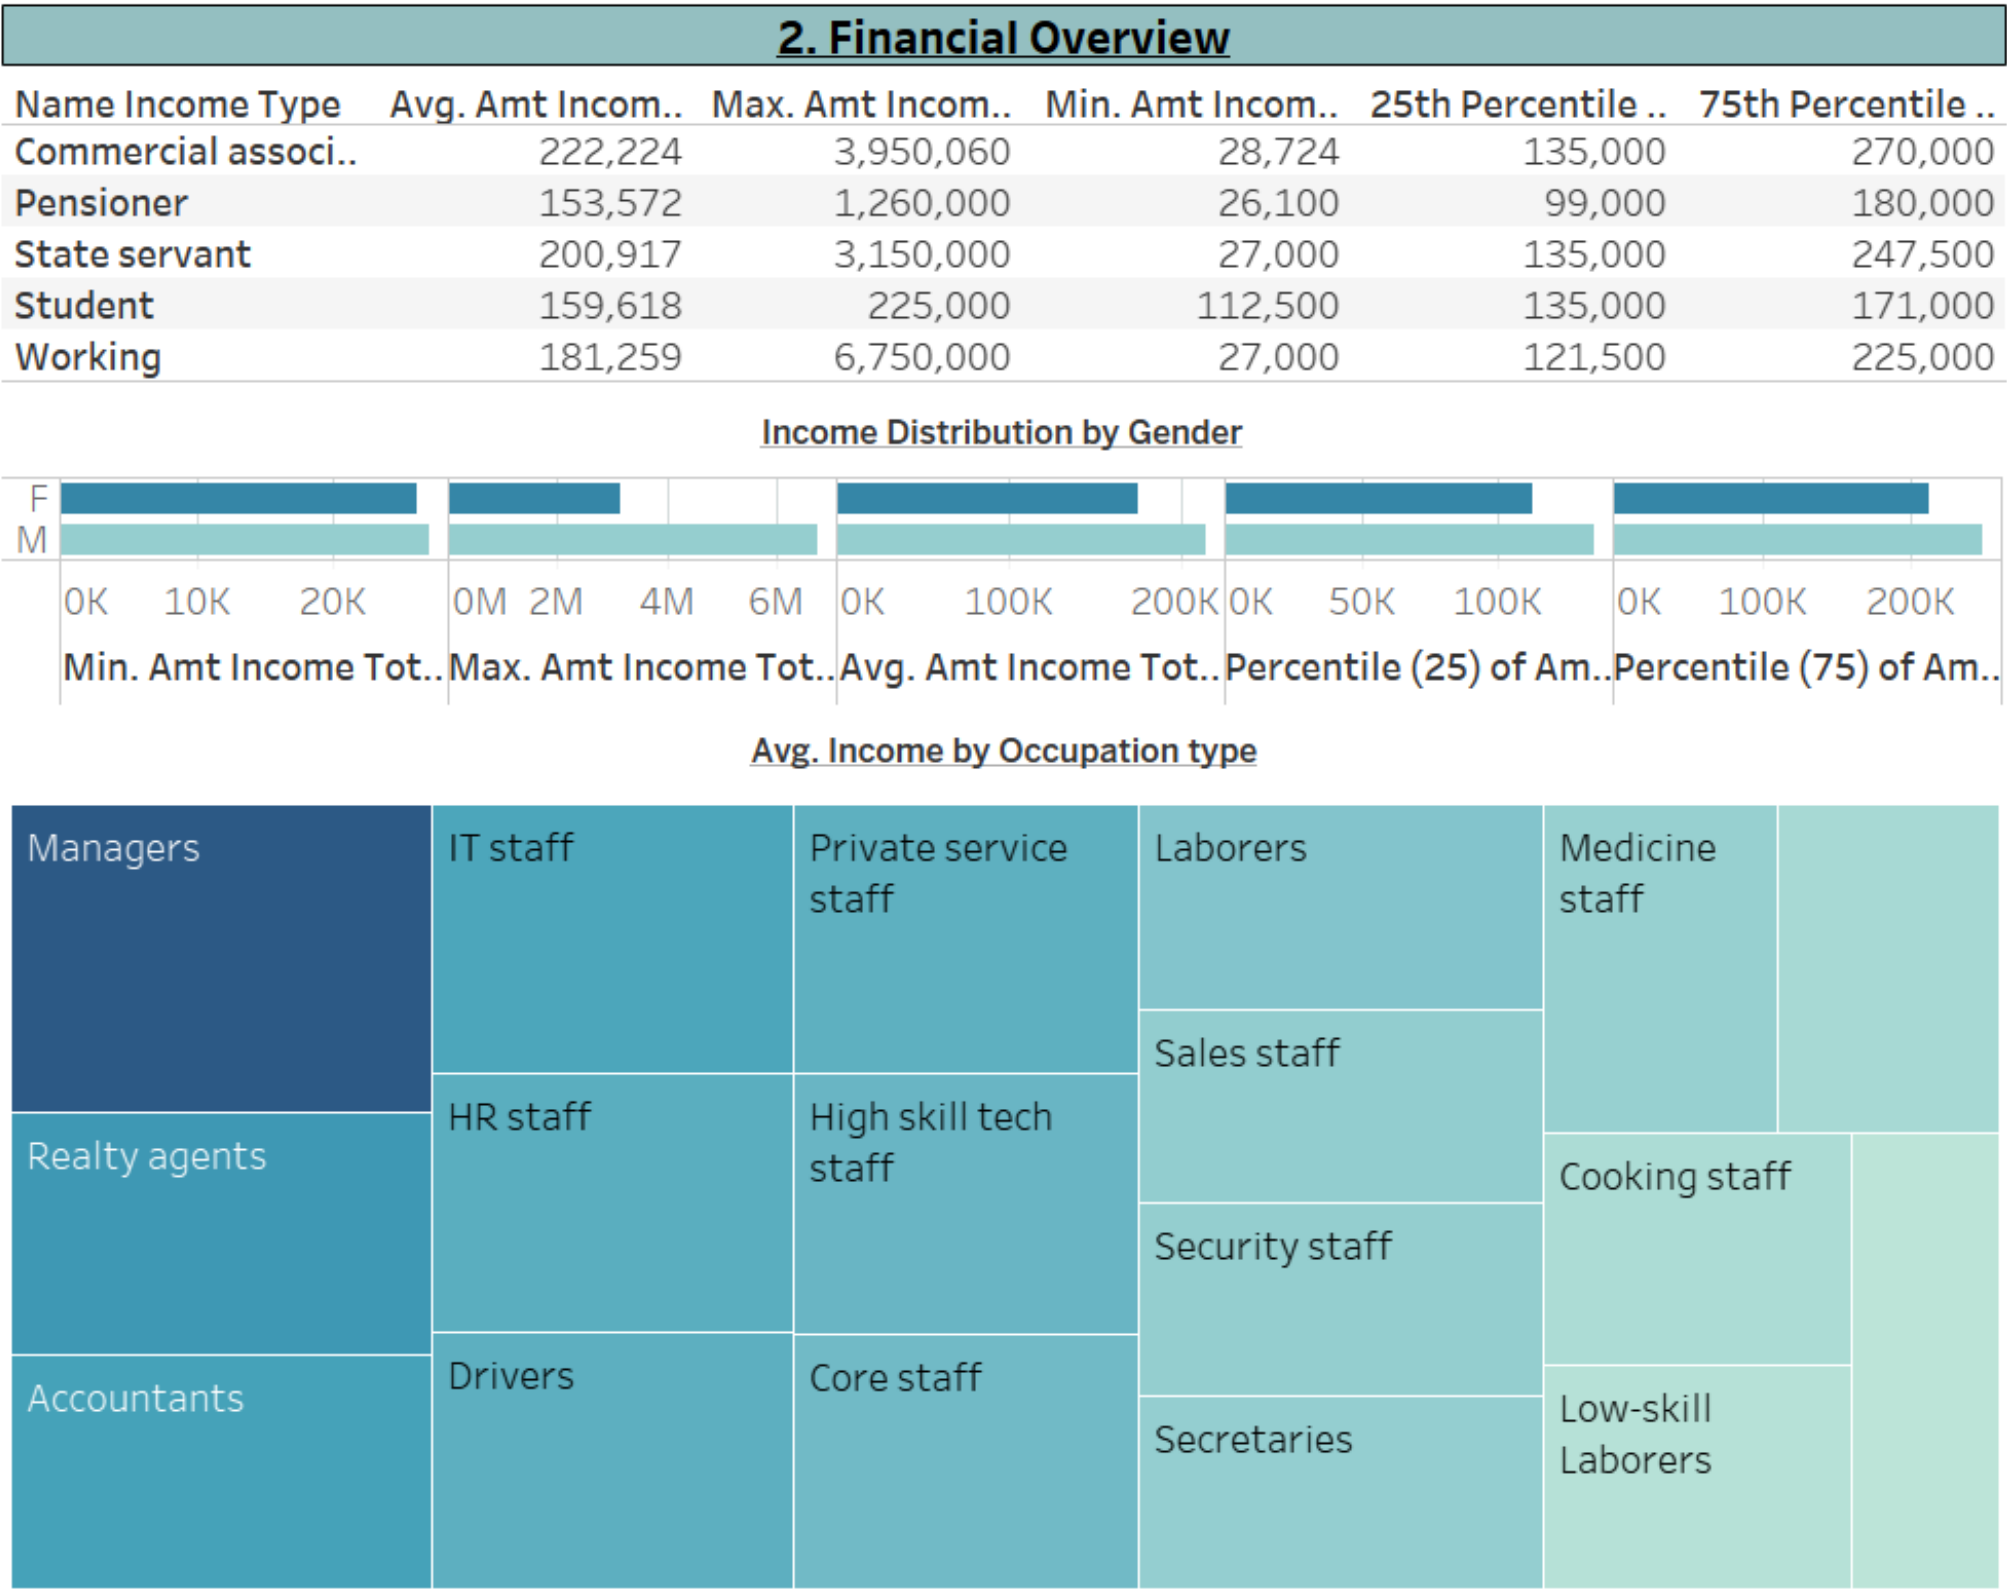 2. Financial Overview
Name Income Type Avg. Amt Incom.. Max. Amt Incom.. Min. Amt Incom.. 25th Percentile .. 75th Percentile ..
Commercial associ.. 222,224 3,950,060 28,724 135,000 270,000
Pensioner 153,572 1,260,000 26,100 99,000 180,000
State servant 200,917 3,150,000 27,000 135,000 247,500
Student 159,618 225,000 112,500 135,000 171,000
Working 181,259 6,750,000 27,000 121,500 225,000
Income Distribution by Gender
F
M
0K 10K 20K 0M 2M 4M 6M 0K 100K 200K 0K 50K 100K 0K 100K 200K
Min. Amt Income Tot.. Max. Amt Income Tot.. Avg. Amt Income Tot.. Percentile (25) of Am.. Percentile (75) of Am..
Avg. Income by Occupation type
Managers
Realty agents
Accountants
IT staff
HR staff
Drivers
Private service
staff
High skill tech
staff
Core staff
Laborers
Sales staff
Security staff
Secretaries
Medicine
staff
Cooking staff
Low-skill
Laborers